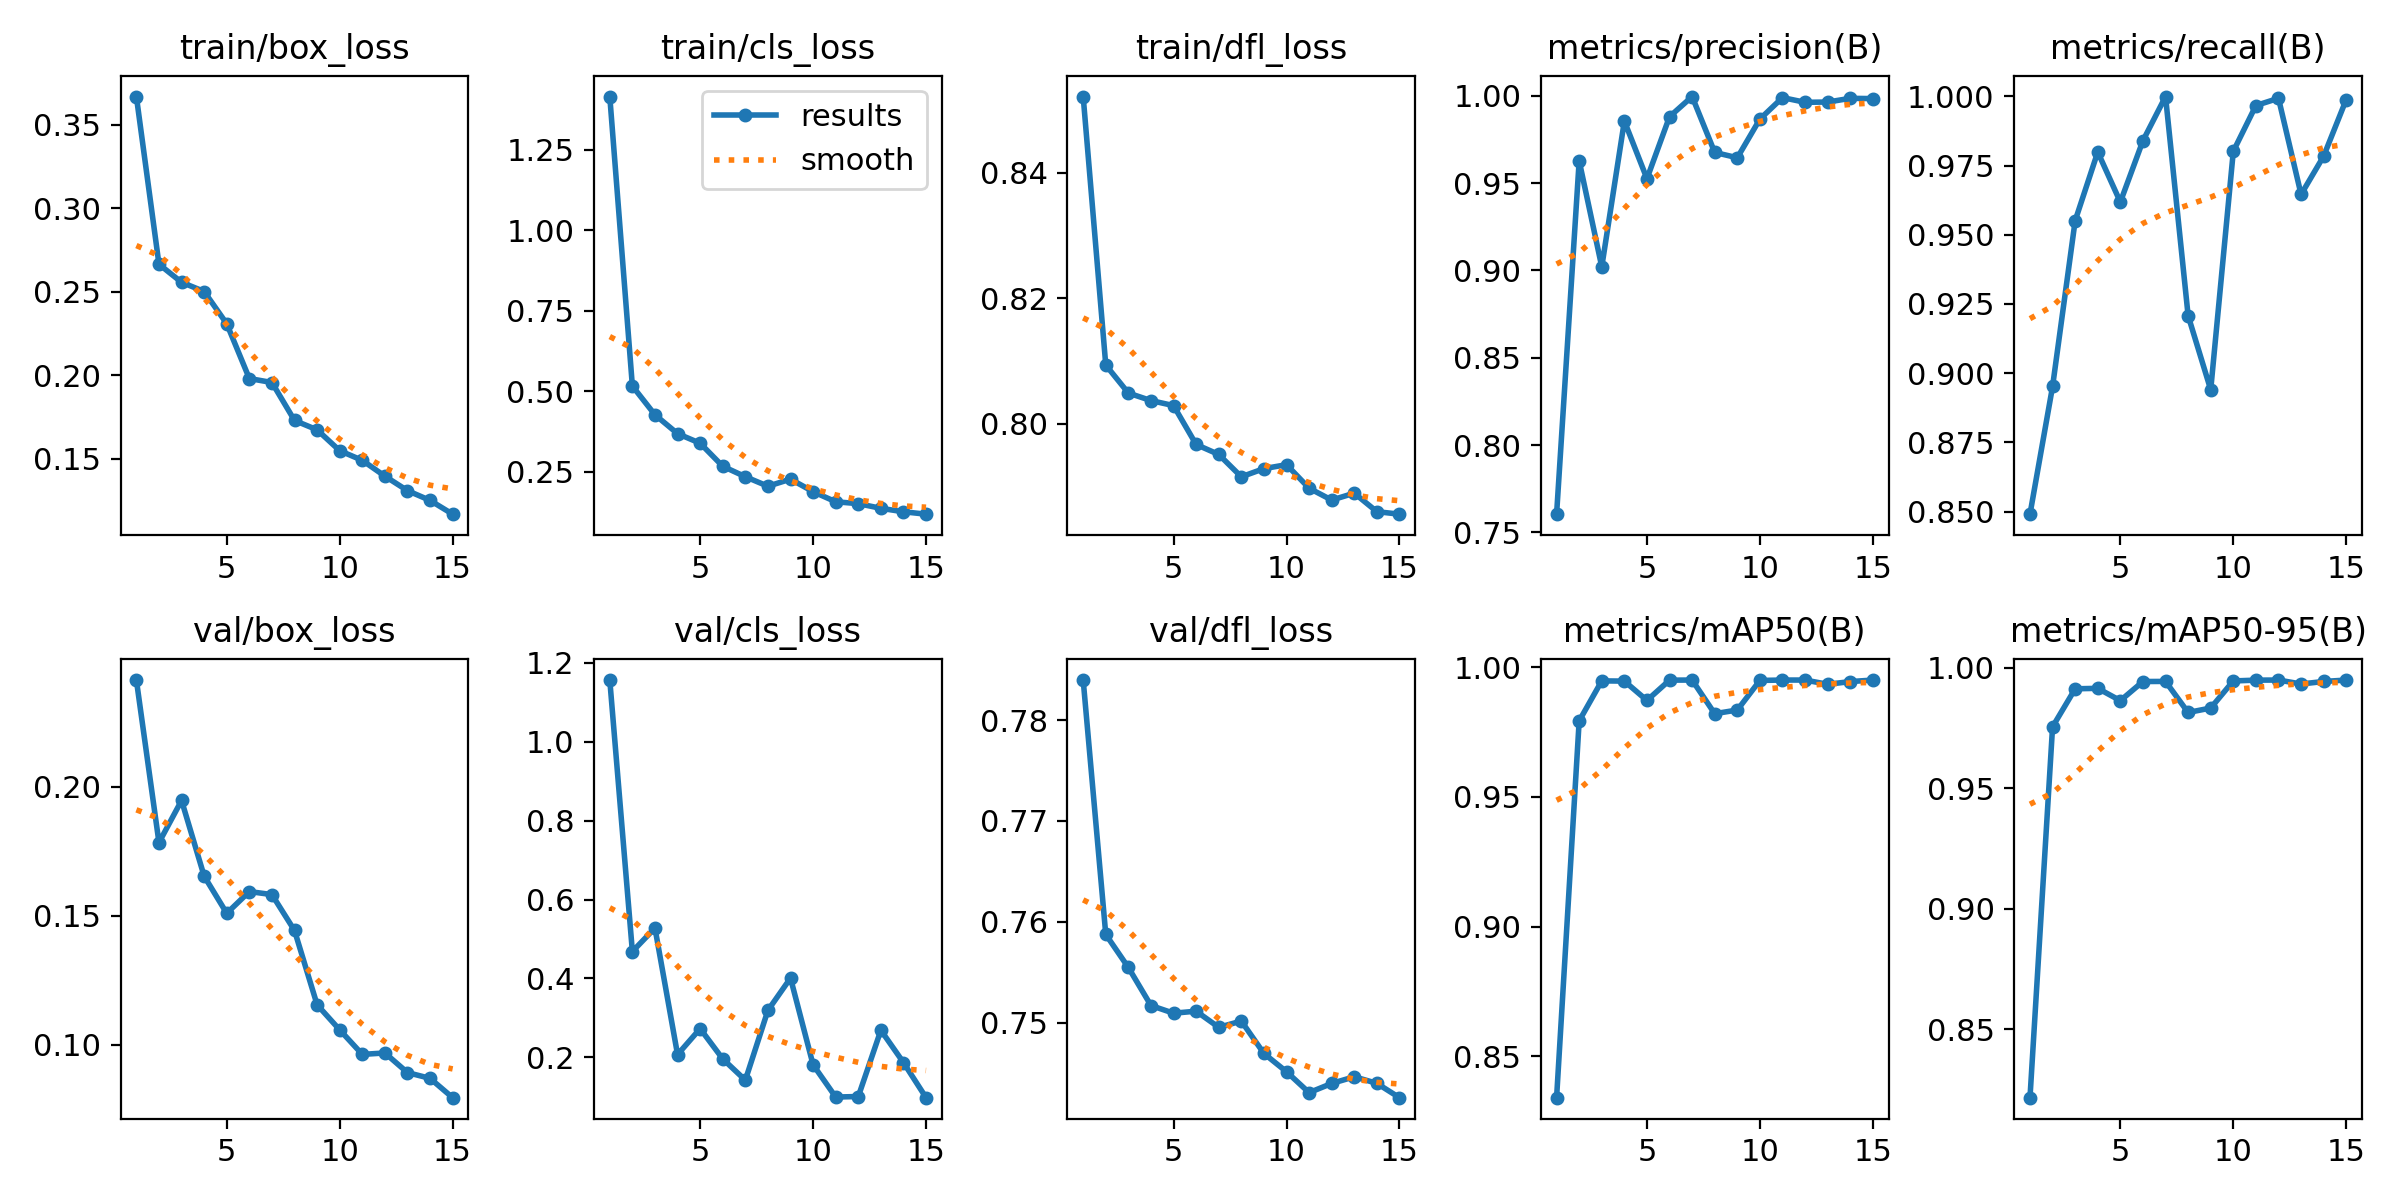 train/box_loss
0.35
0.30
0.25
0.20
0.15
5 10 15
train/cls_loss
results
smooth
1.25
1.00
0.75
0.50
0.25
5 10 15
train/dfl_loss
0.84
0.82
0.80
5 10 15
metrics/precision(B)
1.00
0.95
0.90
0.85
0.80
0.75
5 10 15
metrics/recall(B)
1.000
0.975
0.950
0.925
0.900
0.875
0.850
5 10 15
val/box_loss
0.20
0.15
0.10
5 10 15
val/cls_loss
1.2
1.0
0.8
0.6
0.4
0.2
5 10 15
val/dfl_loss
0.78
0.77
0.76
0.75
5 10 15
metrics/mAP50(B)
1.00
0.95
0.90
0.85
5 10 15
metrics/mAP50-95(B)
1.00
0.95
0.90
0.85
5 10 15